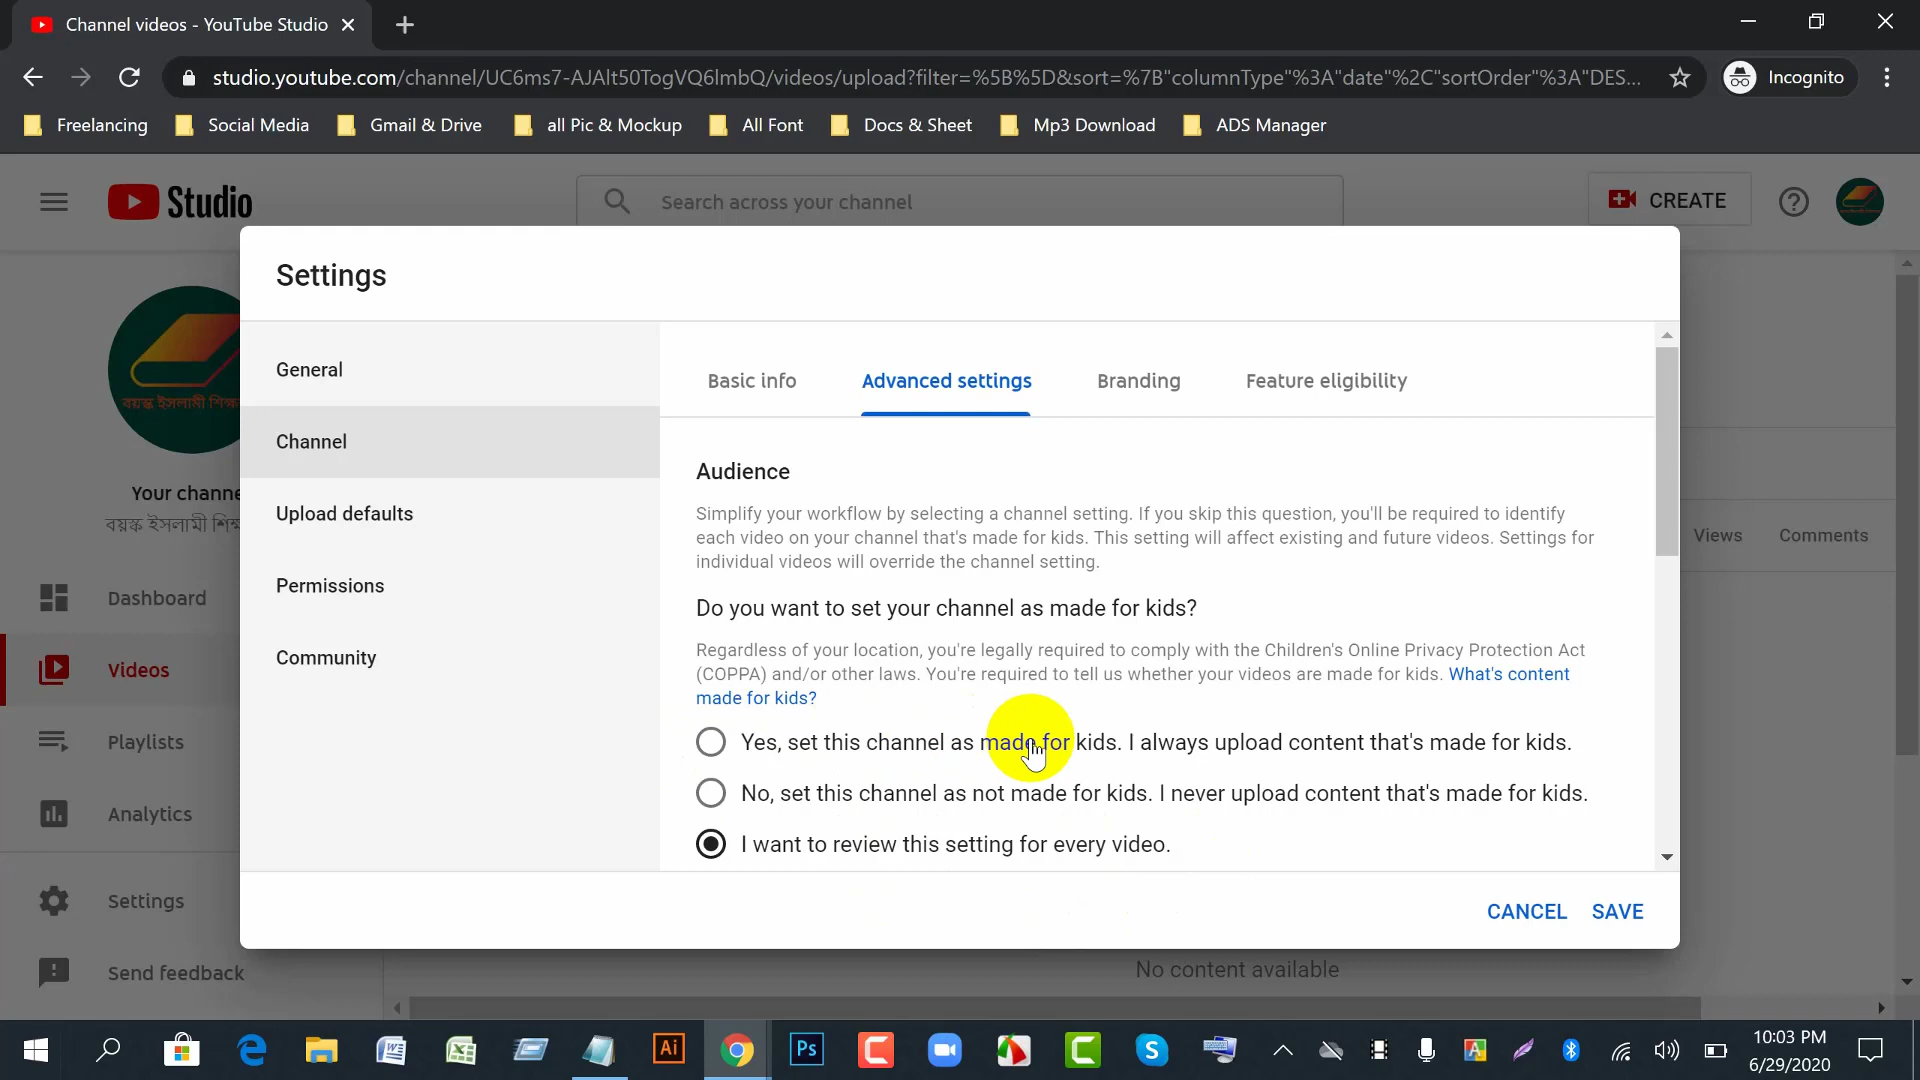 Channel videos - YouTube Studio
studio.youtube.com/channel/UC6ms7-AJAlt50TogVQ6lmbQ/videos/upload?filter=%5B%5D&sort=%7B"columnType"%3A"date"%2C"sortOrder"%3A"DES...
Incognito
Freelancing
Social Media
Gmail & Drive
all Pic & Mockup
All Font
Docs & Sheet
Mp3 Download
ADS Manager
Studio
Search across your channel
CREATE
Settings
General
Channel
Upload defaults
Permissions
Community
Basic info
Advanced settings
Branding
Feature eligibility
Audience
Simplify your workflow by selecting a channel setting. If you skip this question, you'll be required to identify
each video on your channel that's made for kids. This setting will affect existing and future videos. Settings for
individual videos will override the channel setting.
Do you want to set your channel as made for kids?
Regardless of your location, you're legally required to comply with the Children's Online Privacy Protection Act
(COPPA) and/or other laws. You're required to tell us whether your videos are made for kids. What's content
made for kids?
Yes, set this channel as made for kids. I always upload content that's made for kids.
No, set this channel as not made for kids. I never upload content that's made for kids.
I want to review this setting for every video.
CANCEL
SAVE
বয়স্ক ইসলামী শিক্ষ
Your channe
বয়স্ক ইসলামী শিক্ষ
Dashboard
Videos
Playlists
Analytics
Settings
Send feedback
Views
Comments
No content available
Ai
Ps
10:03 PM
6/29/2020